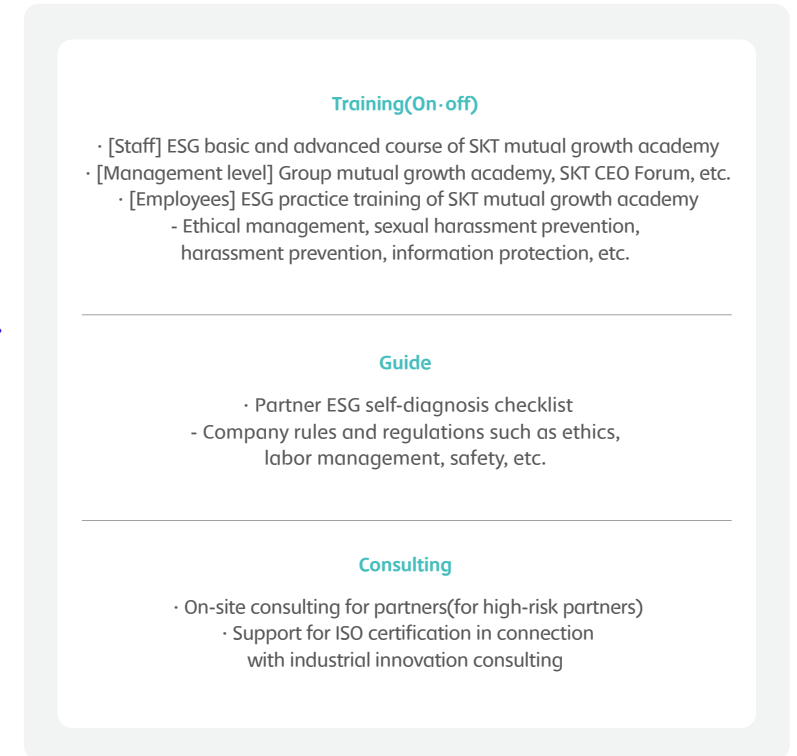 Training(On·off)
· [Staff] ESG basic and advanced course of SKT mutual growth academy
· [Management level] Group mutual growth academy, SKT CEO Forum, etc.
· [Employees] ESG practice training of SKT mutual growth academy
- Ethical management, sexual harassment prevention,
harassment prevention, information protection, etc.
Guide
· Partner ESG self-diagnosis checklist
- Company rules and regulations such as ethics,
labor management, safety, etc.
Consulting
· On-site consulting for partners(for high-risk partners)
· Support for ISO certification in connection
with industrial innovation consulting